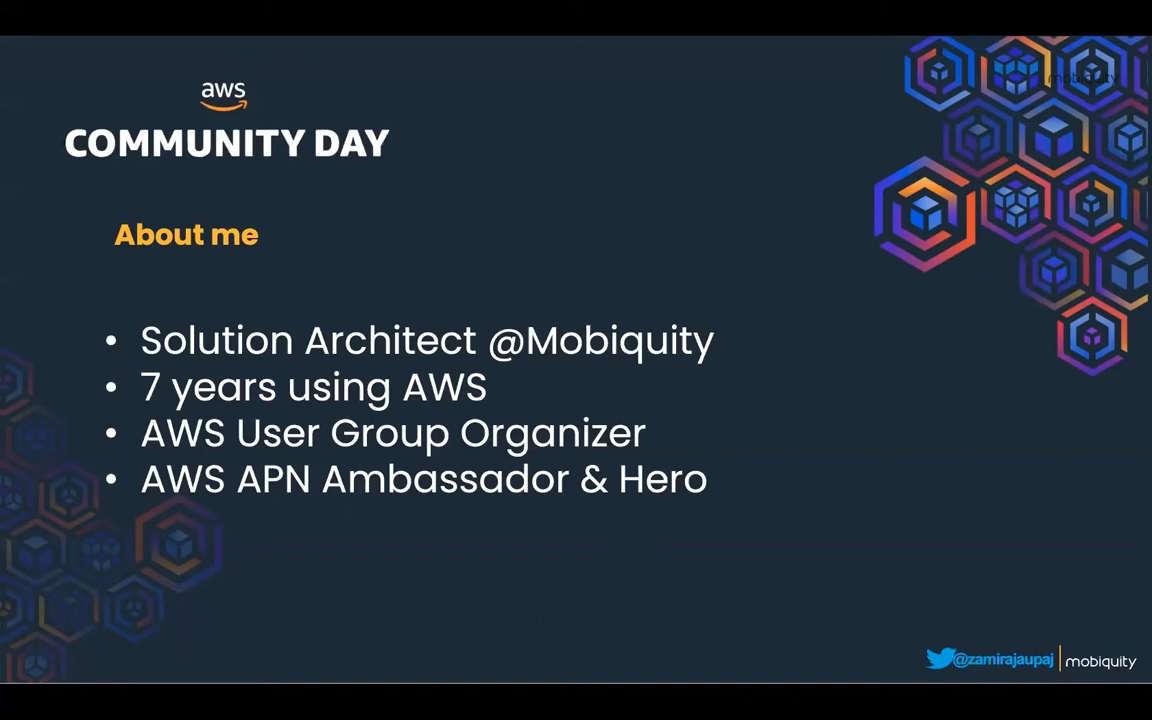 mobiquity
aws
COMMUNITY DAY
About me
• Solution Architect @Mobiquity
• 7 years using AWS
• AWS User Group Organizer
• AWS APN Ambassador & Hero
@zamirajaupaj | mobiquity